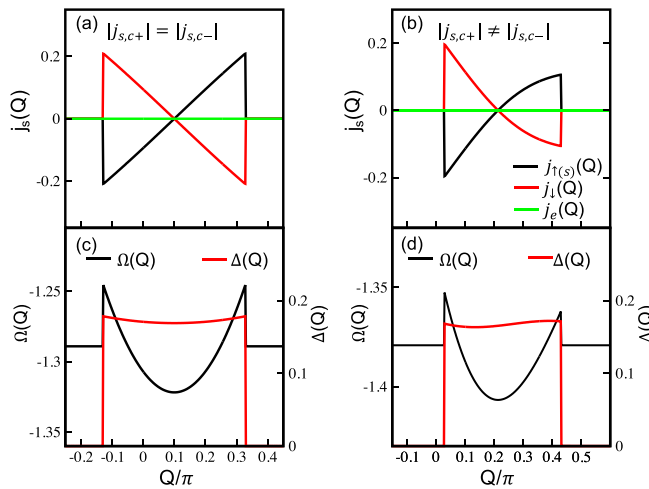 (a) |j_{s,c+}| = |j_{s,c−}|
0.2
0
-0.2
j_s(Q)
(b) |j_{s,c+}| ≠ |j_{s,c−}|
0.2
0
-0.2
j_s(Q)
j_{↑(s)}(Q)
j_↓(Q)
j_e(Q)
(c) Ω(Q) Δ(Q)
-1.25
-1.3
-1.35
Ω(Q)
0.2
0.1
0
Δ(Q)
-0.2 -0.1 0.0 0.1 0.2 0.3 0.4
Q/π
(d) Ω(Q) Δ(Q)
-1.35
-1.4
Ω(Q)
0.2
0.1
0
Δ(Q)
-0.1 0.0 0.1 0.2 0.3 0.4 0.5
Q/π